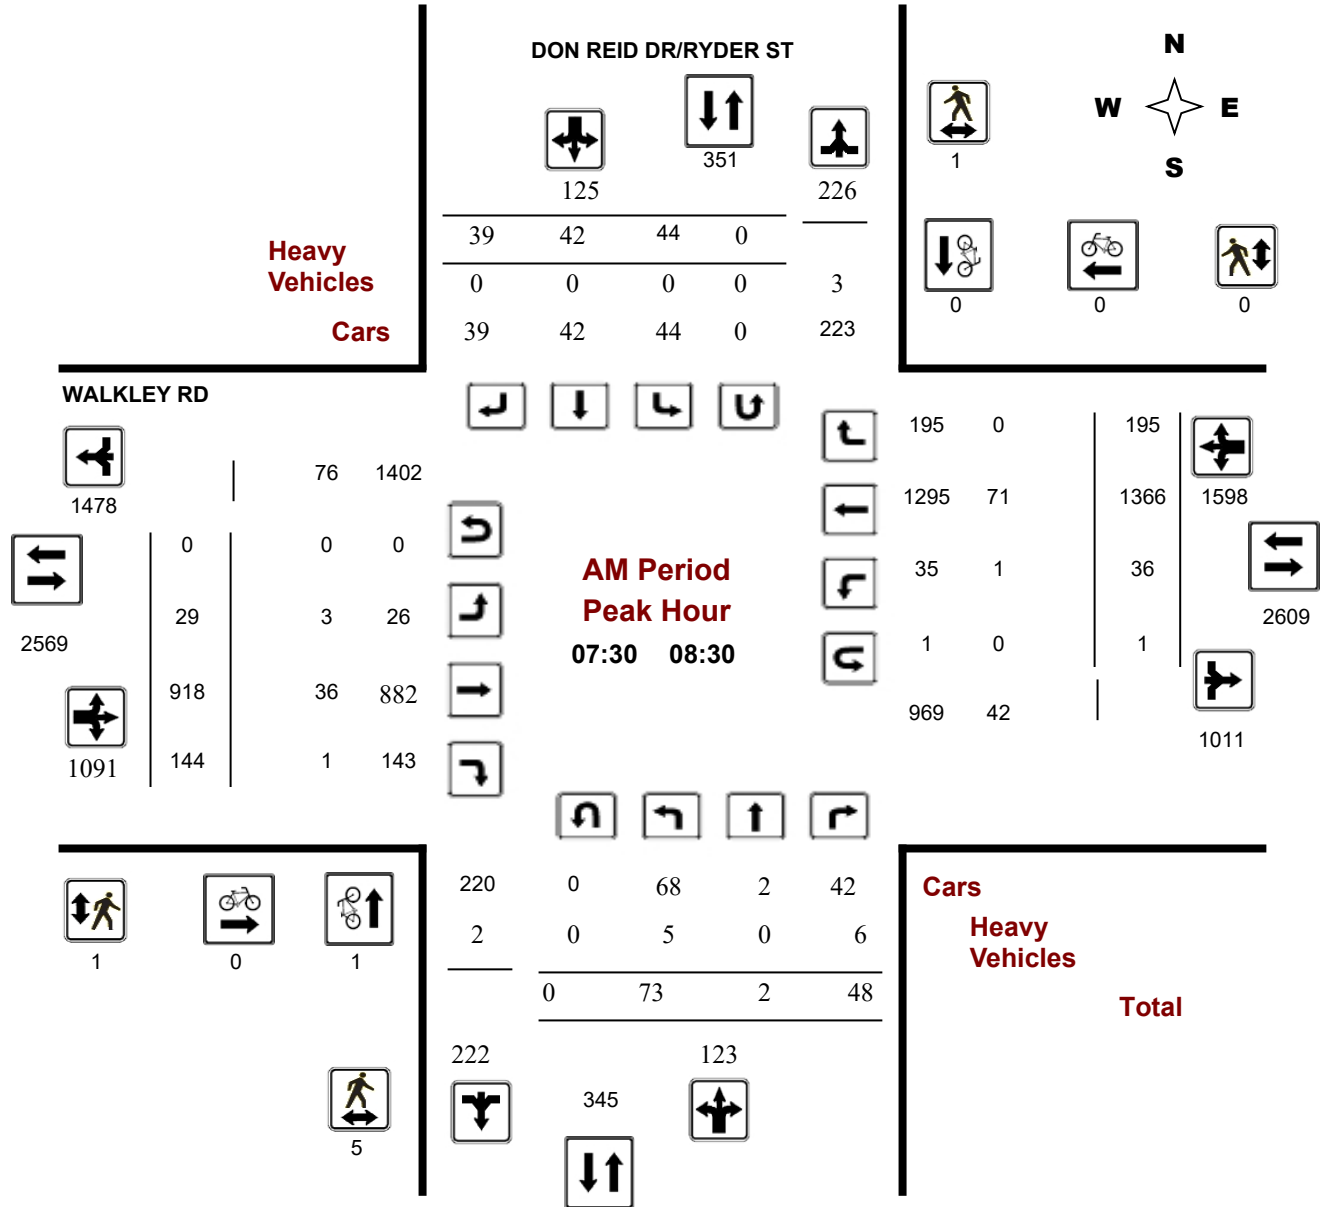 DON REID DR/RYDER ST
N
W E
S
351
1
125 226
39 42 44 0
Heavy
Vehicles
0 0 0 0 3
0 0 0
Cars
39 42 44 0 223
WALKLEY RD
195 0 195
76 1402
1478
1295 71 1366 1598
0 0 0
AM Period
35 1 36
29 3 26
Peak Hour
2609
2569
07:30 08:30
1 0 1
918 36 882
969 42
1011
1091 144 1 143
220 0 68 2 42
Cars
2 0 5 0 6
Heavy
Vehicles
1 0 1
0 73 2 48
Total
222 123
345
5